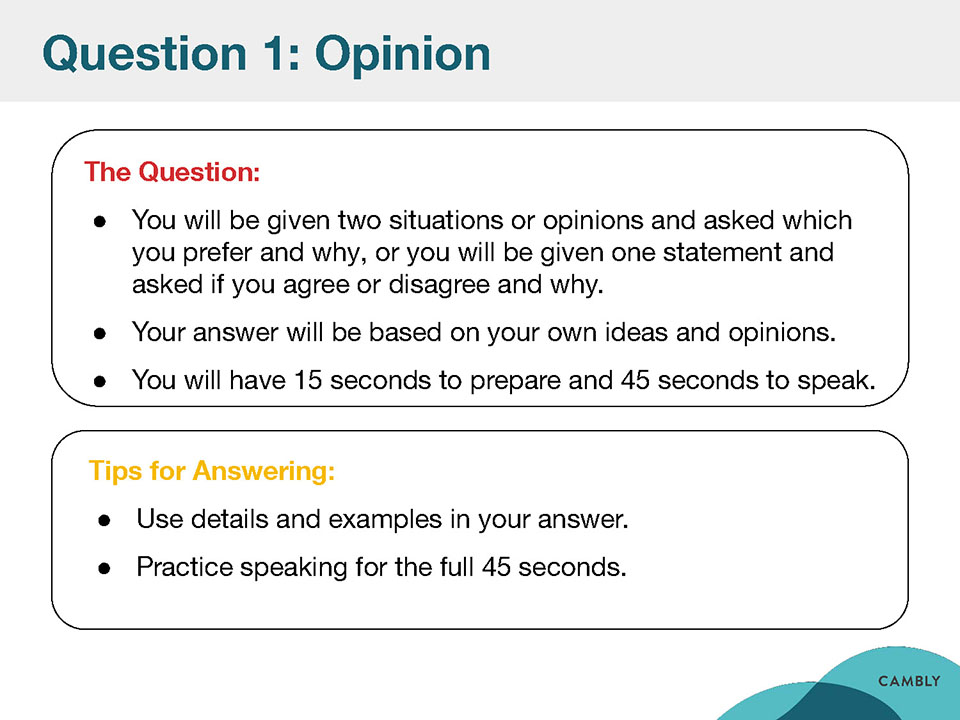 Question 1: Opinion
The Question:
● You will be given two situations or opinions and asked which
you prefer and why, or you will be given one statement and
asked if you agree or disagree and why.
● Your answer will be based on your own ideas and opinions.
● You will have 15 seconds to prepare and 45 seconds to speak.
Tips for Answering:
● Use details and examples in your answer.
● Practice speaking for the full 45 seconds.
CAMBLY